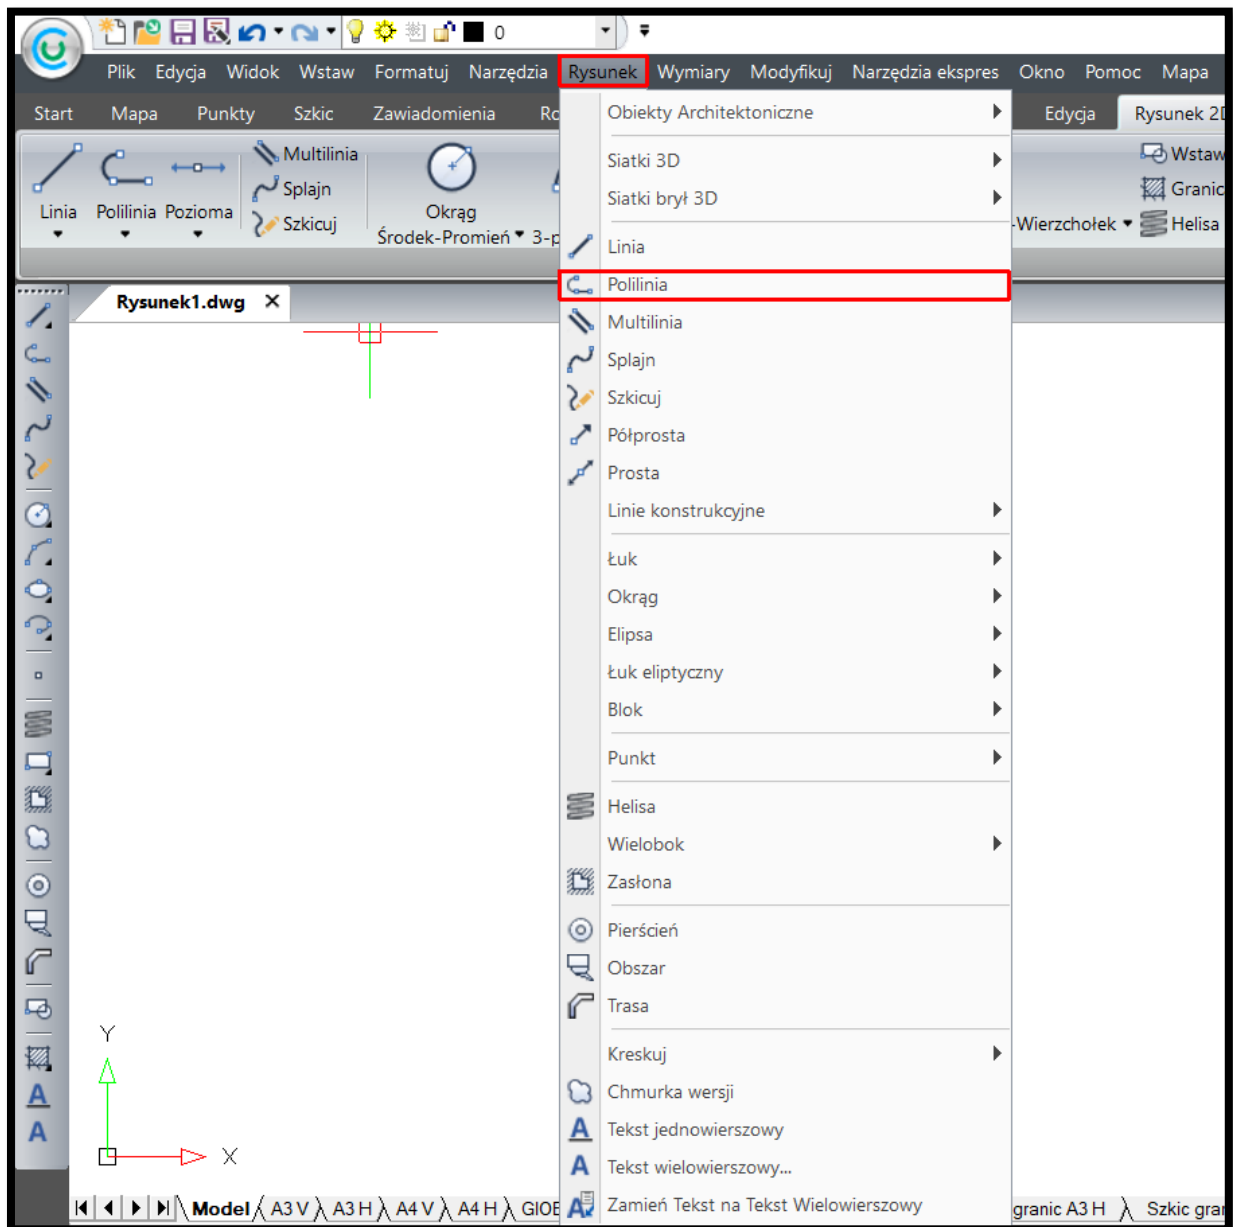 0
Plik Edycja Widok Wstaw Formatuj Narzędzia Rysunek Wymiary Modyfikuj Narzędzia ekspres Okno Pomoc Mapa
Start Mapa Punkty Szkic Zawiadomienia Edycja Rysunek
Linia
Polilinia
Pozioma
Multilinia
Splajn
Szkicuj
Okrąg
Środek-Promień
-Wierzchołek
Wstaw
Helisa
Rysunek1.dwg
Obiekty Architektoniczne
Siatki 3D
Siatki brył 3D
Linia
Polilinia
Multilinia
Splajn
Szkicuj
Półprosta
Prosta
Linie konstrukcyjne
Łuk
Okrąg
Elipsa
Łuk eliptyczny
Blok
Punkt
Helisa
Wielobok
Zasłona
Pierścień
Obszar
Trasa
Kreskuj
Chmurka wersji
Tekst jednowierszowy
Tekst wielowierszowy...
Zamień Tekst na Tekst Wielowierszowy
Y
X
Model A3 V A3 H A4 V A4 H granic A3 H Szkic